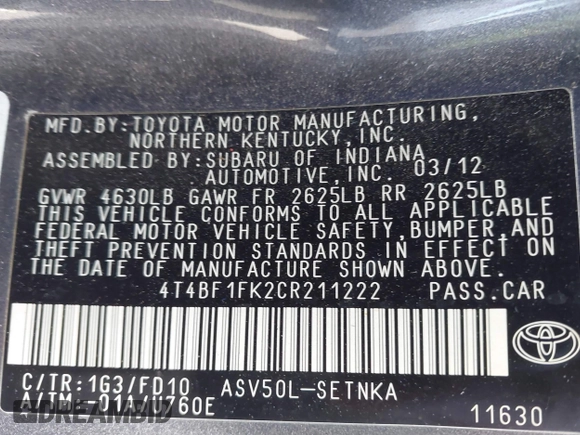 MFD.BY:TOYOTA MOTOR MANUFACTURING,
NORTHERN KENTUCKY,INC.
ASSEMBLED BY:SUBARU OF INDIANA
AUTOMOTIVE,INC. 03/12
GVWR 4630LB GAWR FR 2625LB RR 2625LB
THIS VEHICLE CONFORMS TO ALL APPLICABLE
FEDERAL MOTOR VEHICLE SAFETY,BUMPER,AND
THEFT PREVENTION STANDARDS IN EFFECT ON
THE DATE OF MANUFACTURE SHOWN ABOVE.
4T4BF1FK2CR211222 PASS.CAR
C/TR:1G3/FD10 ASV50L-SETNKA
A/TM:-01A/U760E 11630
TOYOTA